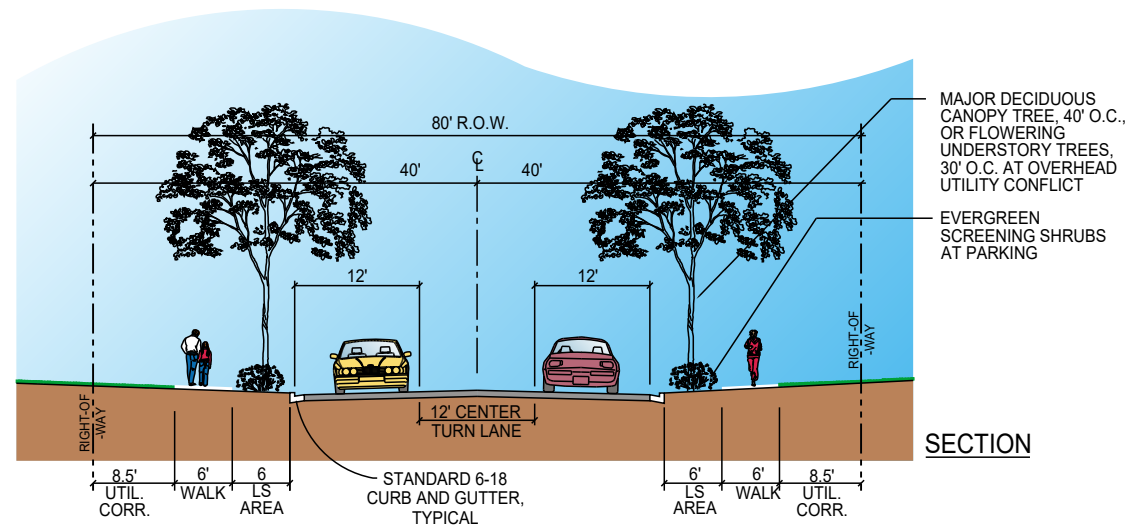 80' R.O.W.
℄
40'
40'
12'
12'
MAJOR DECIDUOUS
CANOPY TREE, 40' O.C.,
OR FLOWERING
UNDERSTORY TREES,
30' O.C. AT OVERHEAD
UTILITY CONFLICT
EVERGREEN
SCREENING SHRUBS
AT PARKING
RIGHT-OF
-WAY
RIGHT-OF
-WAY
12' CENTER
TURN LANE
SECTION
8.5'
UTIL.
CORR.
6'
WALK
6
LS
AREA
STANDARD 6-18
CURB AND GUTTER,
TYPICAL
6'
LS
AREA
6'
WALK
8.5'
UTIL.
CORR.